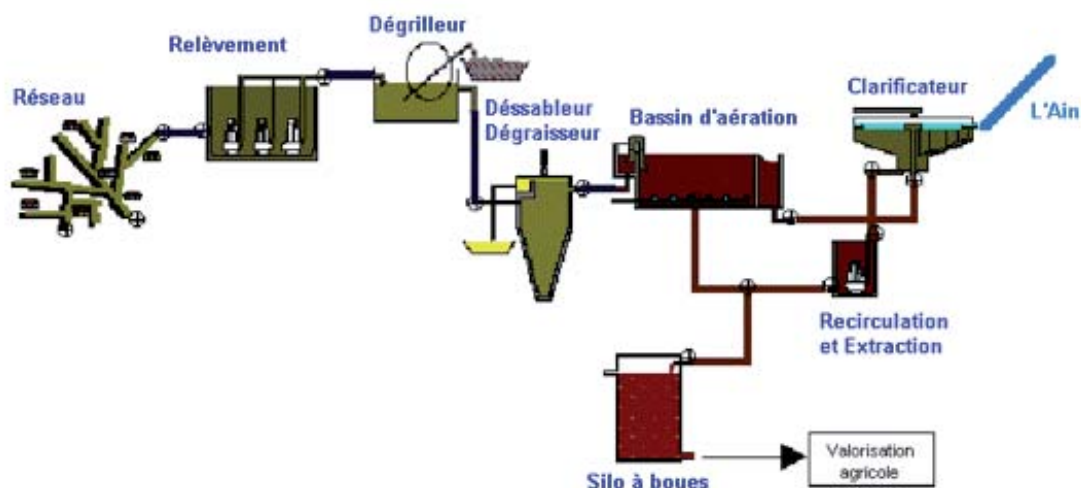 Réseau
Relèvement
Dégrilleur
Déssableur
Dégraisseur
Bassin d'aération
Clarificateur
L'Ain
Recirculation
et Extraction
Silo à boues
Valorisation
agricole